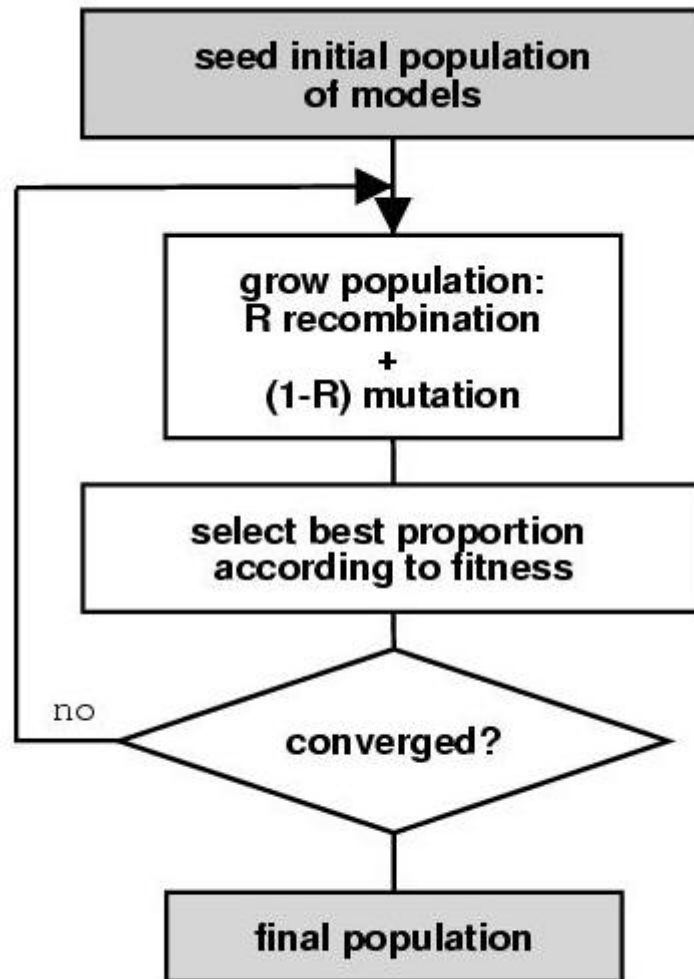 seed initial population
of models
grow population:
R recombination
+
(1-R) mutation
select best proportion
according to fitness
no
converged?
final population